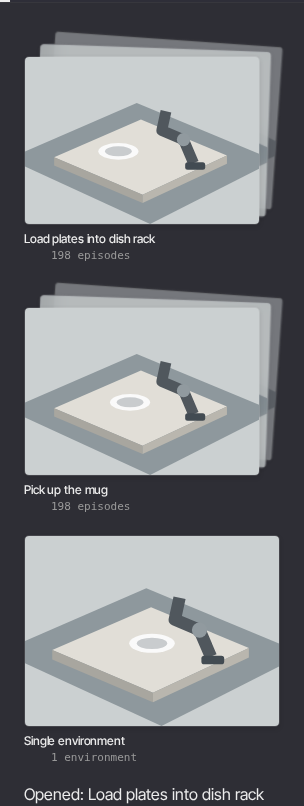 Load plates into dish rack
198 episodes
Pick up the mug
198 episodes
Single environment
1 environment
Opened: Load plates into dish rack